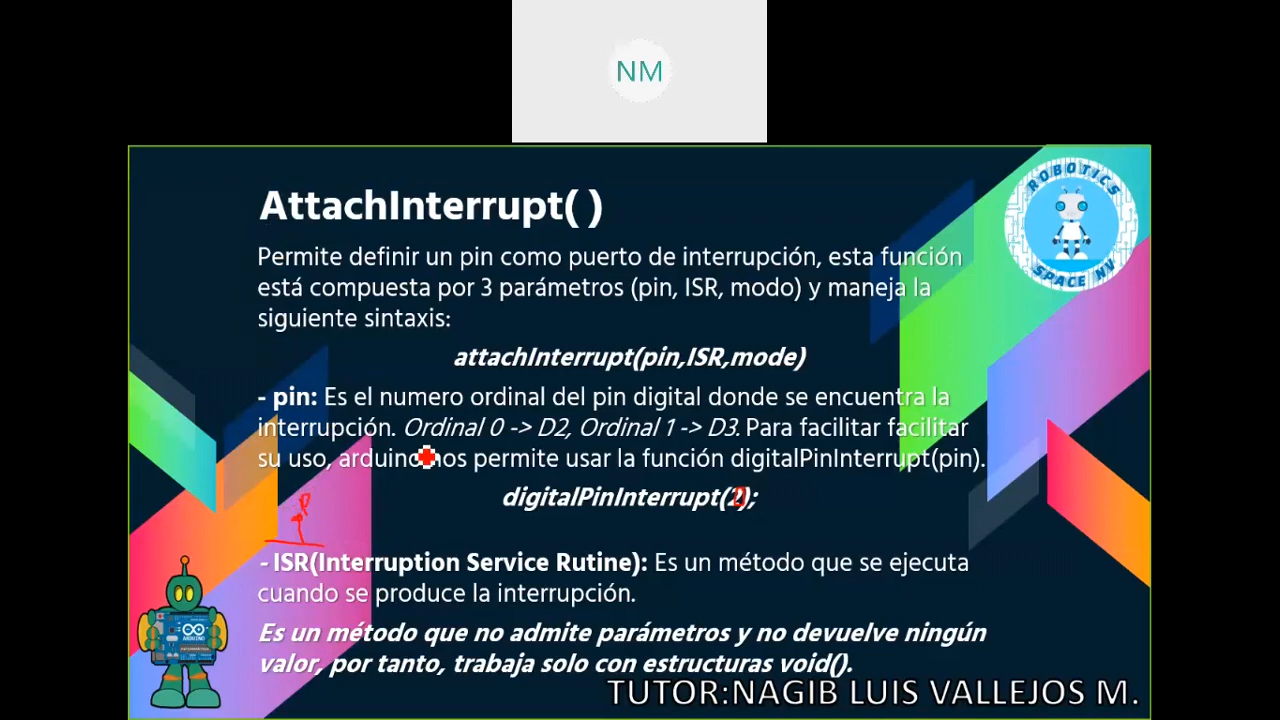 NM
AttachInterrupt( )
ROBOTICS
SPACE NV
Permite definir un pin como puerto de interrupción, esta función
está compuesta por 3 parámetros (pin, ISR, modo) y maneja la
siguiente sintaxis:
attachInterrupt(pin,ISR,mode)
- pin: Es el numero ordinal del pin digital donde se encuentra la
interrupción. Ordinal 0 -> D2, Ordinal 1 -> D3. Para facilitar facilitar
su uso, arduino nos permite usar la función digitalPinInterrupt(pin).
digitalPinInterrupt(2);
- ISR(Interruption Service Rutine): Es un método que se ejecuta
cuando se produce la interrupción.
Es un método que no admite parámetros y no devuelve ningún
valor, por tanto, trabaja solo con estructuras void().
TUTOR:NAGIB LUIS VALLEJOS M.